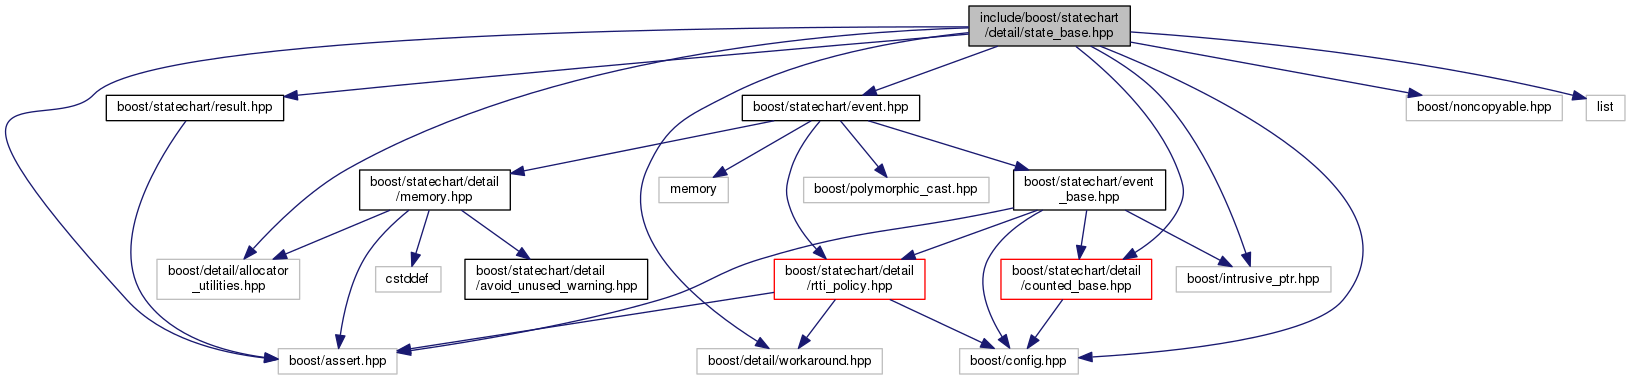 include/boost/statechart
/detail/state_base.hpp
boost/statechart/result.hpp
boost/statechart/event.hpp
boost/noncopyable.hpp
list
boost/statechart/detail
/memory.hpp
memory
boost/polymorphic_cast.hpp
boost/statechart/event
_base.hpp
boost/detail/allocator
_utilities.hpp
cstddef
boost/statechart/detail
/avoid_unused_warning.hpp
boost/statechart/detail
/rtti_policy.hpp
boost/statechart/detail
/counted_base.hpp
boost/intrusive_ptr.hpp
boost/assert.hpp
boost/detail/workaround.hpp
boost/config.hpp